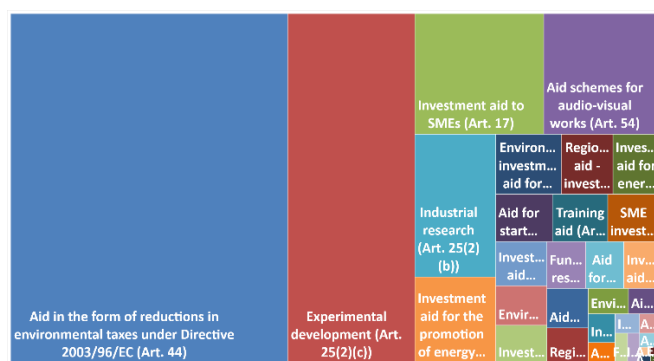 Aid in the form of reductions in
environmental taxes under Directive
2003/96/EC (Art. 44)
Experimental
development (Art.
25(2)(c))
Investment aid to
SMEs (Art. 17)
Aid schemes for
audio-visual
works (Art. 54)
Industrial
research
(Art. 25(2)
(b))
Investment
aid for the
promotion
of energy...
Environ...
investm...
aid for...
Regio...
aid -
invest...
Inves...
aid for
ener...
Aid for
start...
Training
aid (Ar...
SME
invest...
Invest...
aid...
Fun...
res...
Aid
for...
Inv...
aid...
Envir...
Invest...
Aid...
Regi...
Envi...
Ai...
In...
I...
A...
A...